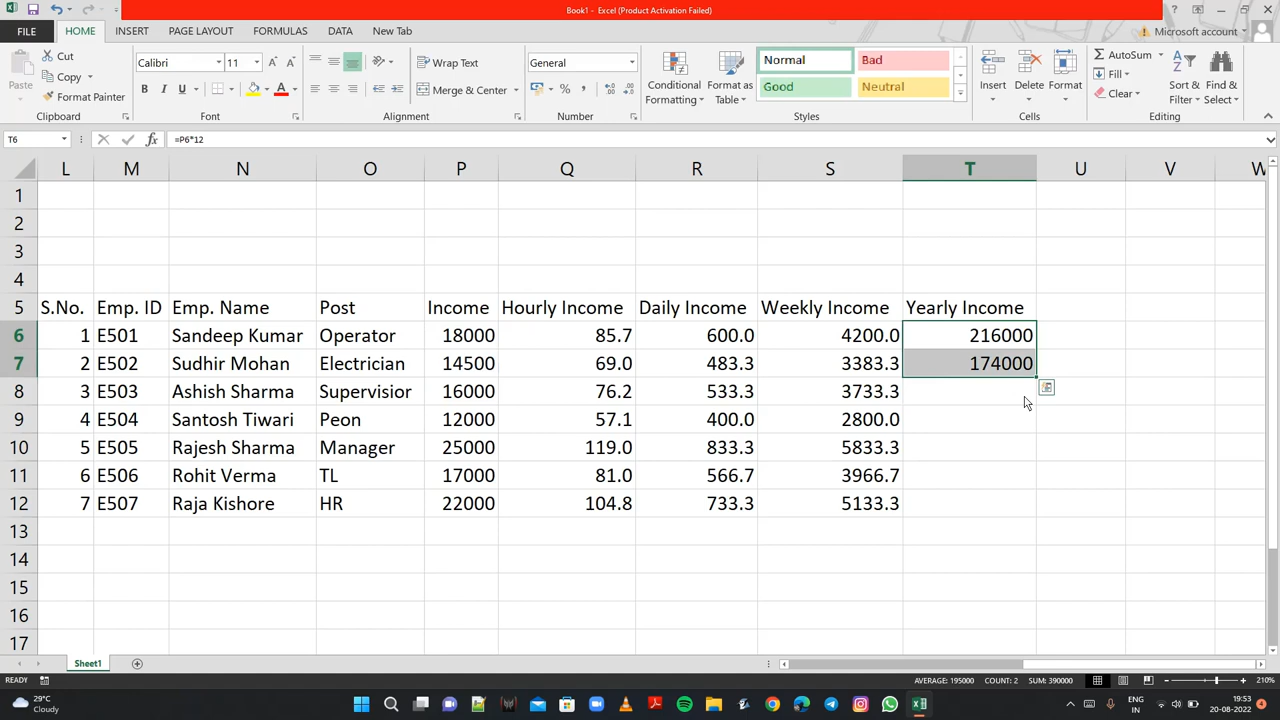 Book1 - Excel (Product Activation Failed)
FILE HOME INSERT PAGE LAYOUT FORMULAS DATA New Tab Microsoft account
Paste Cut Copy Format Painter Clipboard
Calibri 11 B I U A A A Font
Wrap Text Merge & Center Alignment
General % , Number
Conditional Formatting Format as Table Normal Bad Good Neutral Styles
Insert Delete Format Cells
AutoSum Fill Clear Sort & Filter Find & Select Editing
T6 fx =P6*12
L M N O P Q R S T U V W
1
2
3
4
5 S.No. Emp. ID Emp. Name Post Income Hourly Income Daily Income Weekly Income Yearly Income
6 1 E501 Sandeep Kumar Operator 18000 85.7 600.0 4200.0 216000
7 2 E502 Sudhir Mohan Electrician 14500 69.0 483.3 3383.3 174000
8 3 E503 Ashish Sharma Supervisior 16000 76.2 533.3 3733.3
9 4 E504 Santosh Tiwari Peon 12000 57.1 400.0 2800.0
10 5 E505 Rajesh Sharma Manager 25000 119.0 833.3 5833.3
11 6 E506 Rohit Verma TL 17000 81.0 566.7 3966.7
12 7 E507 Raja Kishore HR 22000 104.8 733.3 5133.3
13
14
15
16
17
Sheet1
READY AVERAGE: 195000 COUNT: 2 SUM: 390000 210%
29°C Cloudy ENG IN 19:53 20-08-2022